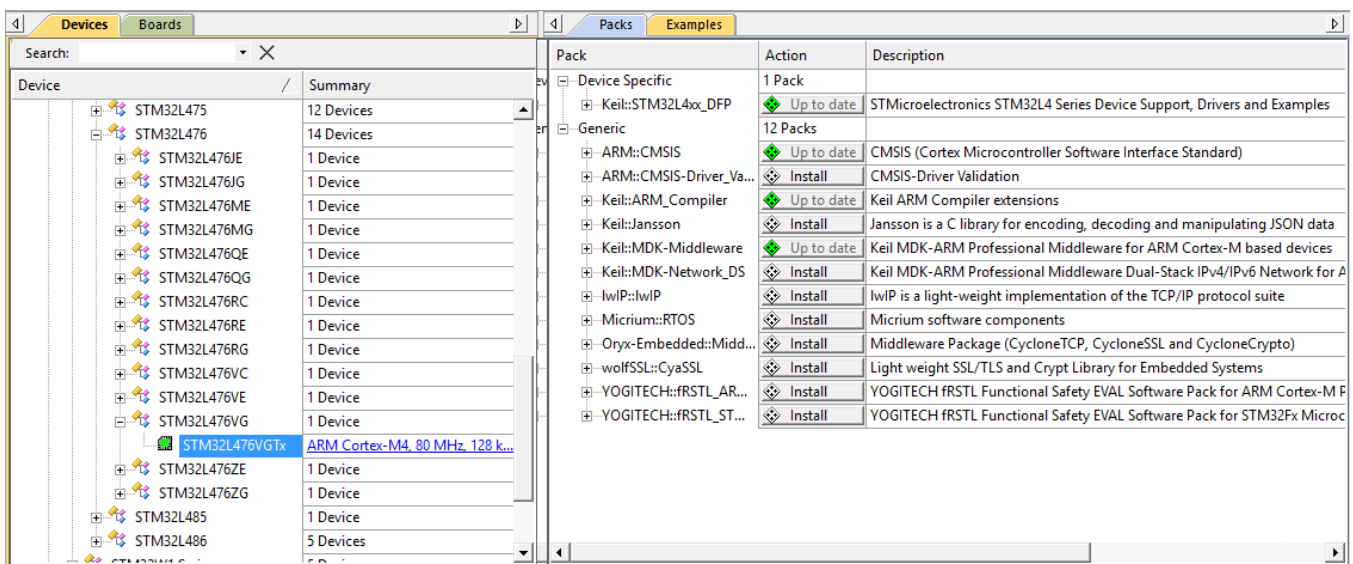 Devices Boards
Search:
Device Summary
STM32L475 12 Devices
STM32L476 14 Devices
STM32L476JE 1 Device
STM32L476JG 1 Device
STM32L476ME 1 Device
STM32L476MG 1 Device
STM32L476QE 1 Device
STM32L476QG 1 Device
STM32L476RC 1 Device
STM32L476RE 1 Device
STM32L476RG 1 Device
STM32L476VC 1 Device
STM32L476VE 1 Device
STM32L476VG 1 Device
STM32L476VGTx ARM Cortex-M4, 80 MHz, 128 k...
STM32L476ZE 1 Device
STM32L476ZG 1 Device
STM32L485 1 Device
STM32L486 5 Devices
Packs Examples
Pack Action Description
Device Specific 1 Pack
Keil::STM32L4xx_DFP Up to date STMicroelectronics STM32L4 Series Device Support, Drivers and Examples
Generic 12 Packs
ARM::CMSIS Up to date CMSIS (Cortex Microcontroller Software Interface Standard)
ARM::CMSIS-Driver_Va... Install CMSIS-Driver Validation
Keil::ARM_Compiler Up to date Keil ARM Compiler extensions
Keil::Jansson Install Jansson is a C library for encoding, decoding and manipulating JSON data
Keil::MDK-Middleware Up to date Keil MDK-ARM Professional Middleware for ARM Cortex-M based devices
Keil::MDK-Network_DS Install Keil MDK-ARM Professional Middleware Dual-Stack IPv4/IPv6 Network for
lwIP::lwIP Install lwIP is a light-weight implementation of the TCP/IP protocol suite
Micrium::RTOS Install Micrium software components
Oryx-Embedded::Midd... Install Middleware Package (CycloneTCP, CycloneSSL and CycloneCrypto)
wolfSSL::CyaSSL Install Light weight SSL/TLS and Crypt Library for Embedded Systems
YOGITECH::fRSTL_AR... Install YOGITECH fRSTL Functional Safety EVAL Software Pack for ARM Cortex-M
YOGITECH::fRSTL_ST... Install YOGITECH fRSTL Functional Safety EVAL Software Pack for STM32Fx Microc